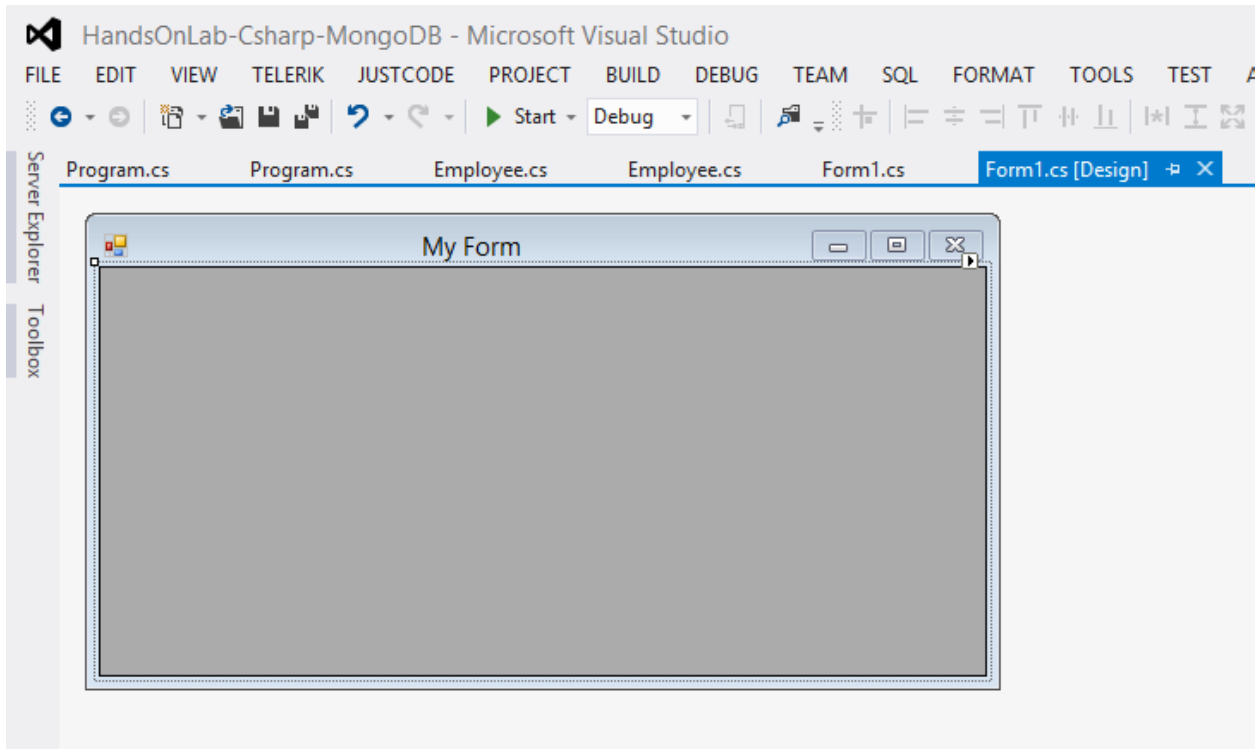 HandsOnLab-Csharp-MongoDB - Microsoft Visual Studio
FILE EDIT VIEW TELERIK JUSTCODE PROJECT BUILD DEBUG TEAM SQL FORMAT TOOLS TEST A
Start Debug
Program.cs Program.cs Employee.cs Employee.cs Form1.cs Form1.cs [Design]
Server Explorer
Toolbox
My Form